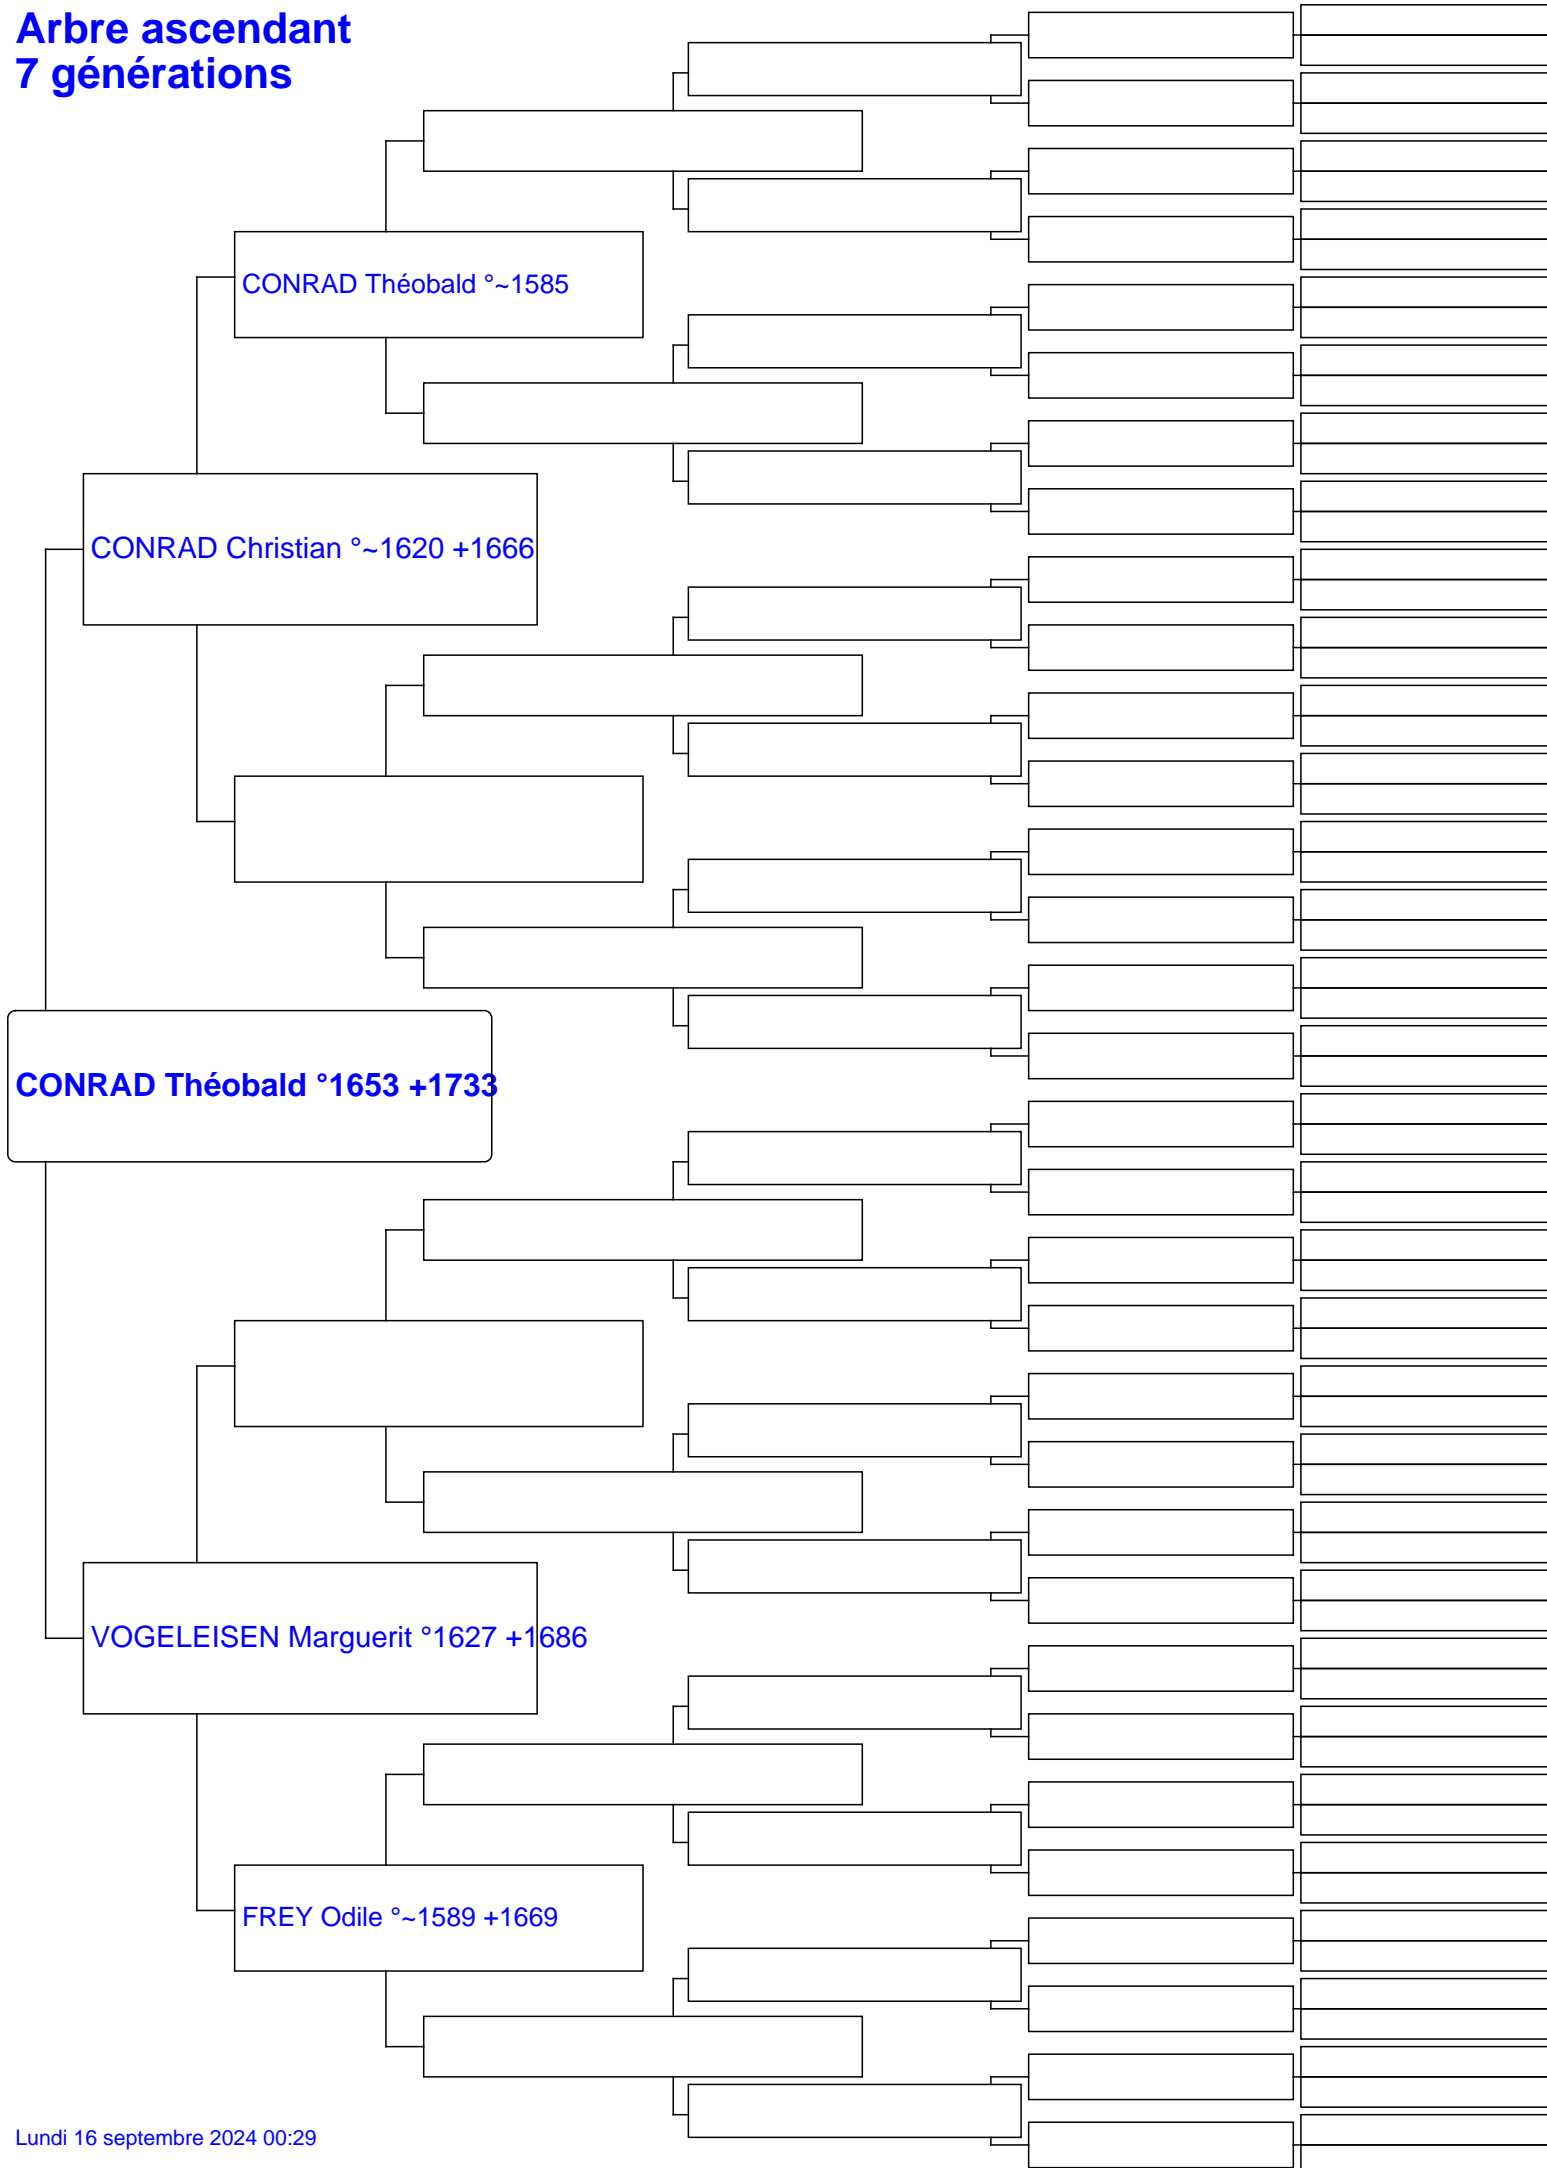 Arbre ascendant
7 générations
CONRAD Théobald °~1585
CONRAD Christian °~1620 +1666
CONRAD Théobald °1653 +1733
VOGELEISEN Marguerit °1627 +1686
FREY Odile °~1589 +1669
Lundi 16 septembre 2024 00:29